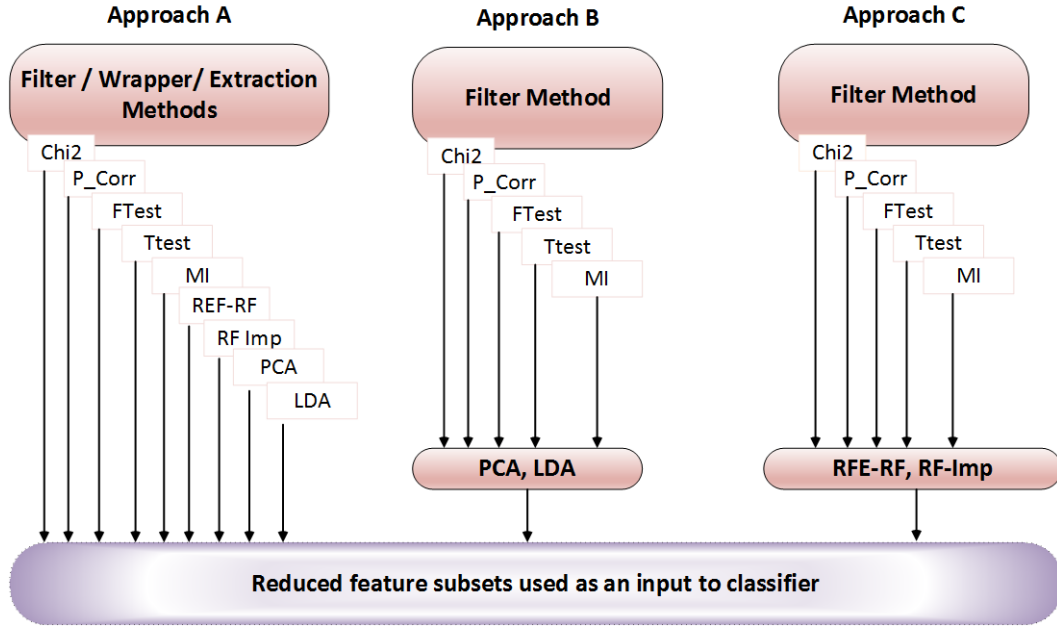 Approach A
Filter / Wrapper/ Extraction
Methods
Chi2
P_Corr
FTest
Ttest
MI
REF-RF
RF Imp
PCA
LDA
Approach B
Filter Method
Chi2
P_Corr
FTest
Ttest
MI
PCA, LDA
Approach C
Filter Method
Chi2
P_Corr
FTest
Ttest
MI
RFE-RF, RF-Imp
Reduced feature subsets used as an input to classifier